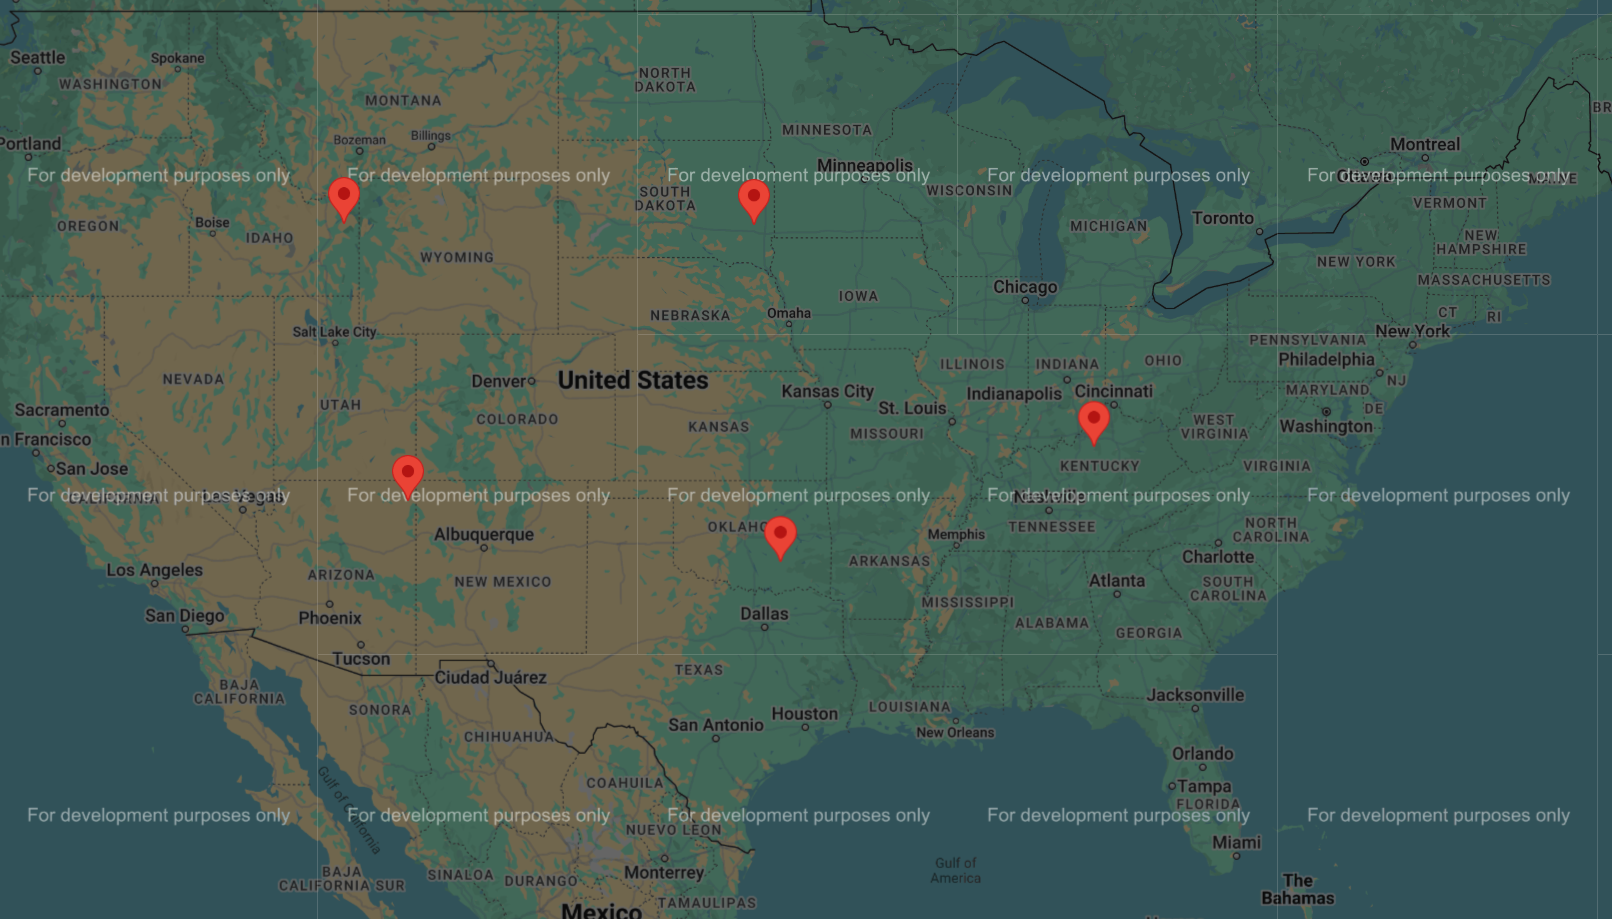 Seattle
Spokane
WASHINGTON
MONTANA
NORTH
DAKOTA
BR
Portland
Bozeman
Billings
MINNESOTA
Montreal
Minneapolis
For development purposes only
For development purposes only
For development purposes only
For development purposes only
For development purposes only
Ottawa
MAINE
SOUTH
DAKOTA
WISCONSIN
VERMONT
OREGON
Boise
IDAHO
MICHIGAN
Toronto
NEW
HAMPSHIRE
WYOMING
NEW YORK
MASSACHUSETTS
Chicago
IOWA
NEBRASKA
Omaha
CT
RI
Salt Lake City
PENNSYLVANIA
New York
ILLINOIS
INDIANA
OHIO
Philadelphia
NEVADA
Denver
United States
NJ
UTAH
Kansas City
Indianapolis
Cincinnati
MARYLAND
Sacramento
COLORADO
KANSAS
St. Louis
MISSOURI
WEST
VIRGINIA
DE
Washington
n Francisco
San Jose
KENTUCKY
VIRGINIA
CALIFORNIA
Las Vegas
For development purposes only
For development purposes only
For development purposes only
For development purposes only
For development purposes only
Nashville
OKLAHO
TENNESSEE
NORTH
CAROLINA
Albuquerque
Memphis
Charlotte
Los Angeles
ARIZONA
NEW MEXICO
ARKANSAS
Atlanta
SOUTH
CAROLINA
San Diego
Phoenix
Dallas
MISSISSIPPI
ALABAMA
GEORGIA
Tucson
Ciudad Juárez
TEXAS
BAJA
CALIFORNIA
Jacksonville
SONORA
Houston
LOUISIANA
San Antonio
New Orleans
CHIHUAHUA
Orlando
Gulf of California
COAHUILA
Tampa
FLORIDA
For development purposes only
For development purposes only
For development purposes only
For development purposes only
For development purposes only
NUEVO LEON
Miami
BAJA
CALIFORNIA SUR
SINALOA
DURANGO
Monterrey
Gulf of
America
The
Bahamas
TAMAULIPAS
Mexico